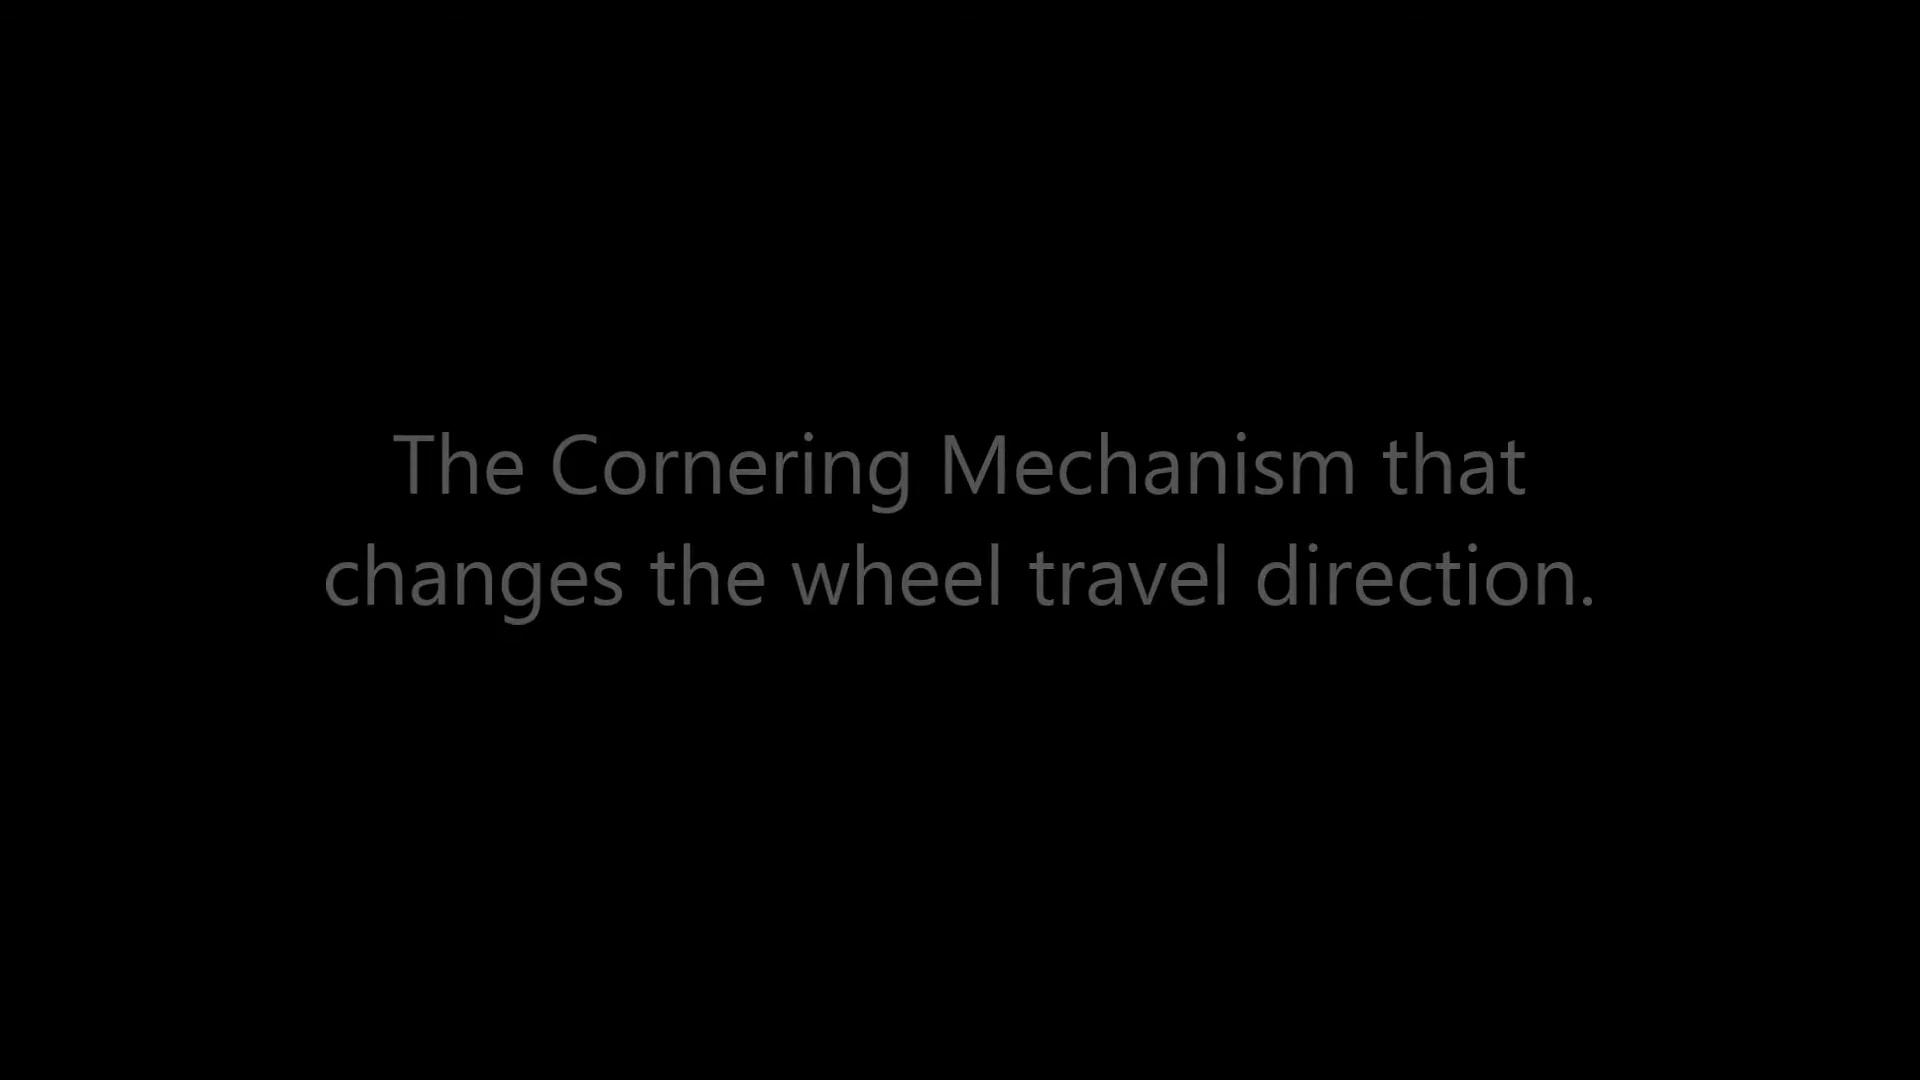 The Cornering Mechanism that
changes the wheel travel direction.